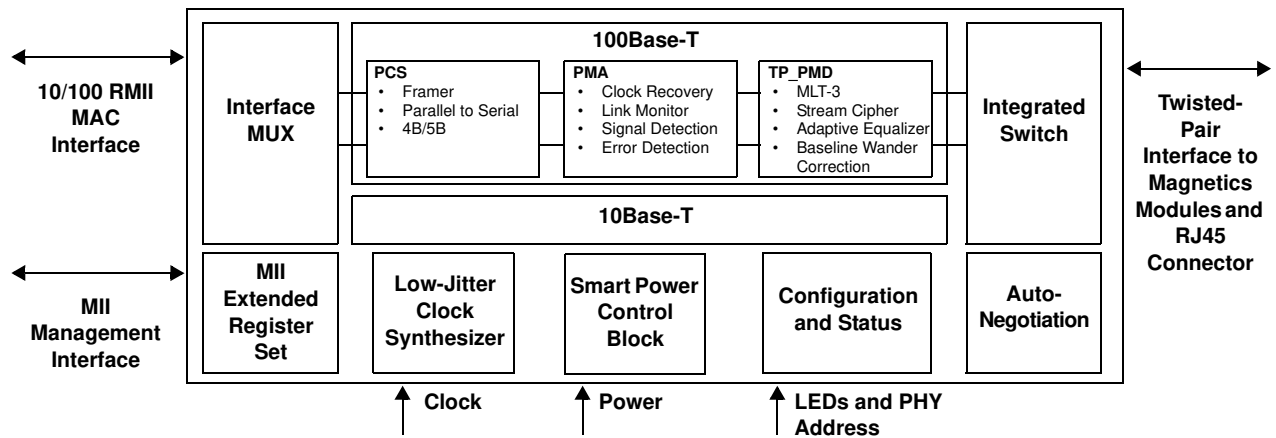 10/100 RMII
MAC
Interface
MII
Management
Interface
Interface
MUX
100Base-T
PCS
• Framer
• Parallel to Serial
• 4B/5B
PMA
• Clock Recovery
• Link Monitor
• Signal Detection
• Error Detection
TP_PMD
• MLT-3
• Stream Cipher
• Adaptive Equalizer
• Baseline Wander
Correction
10Base-T
Integrated
Switch
MII
Extended
Register
Set
Low-Jitter
Clock
Synthesizer
Smart Power
Control
Block
Configuration
and Status
Auto-
Negotiation
Twisted-
Pair
Interface to
Magnetics
Modules and
RJ45
Connector
Clock
Power
LEDs and PHY
Address